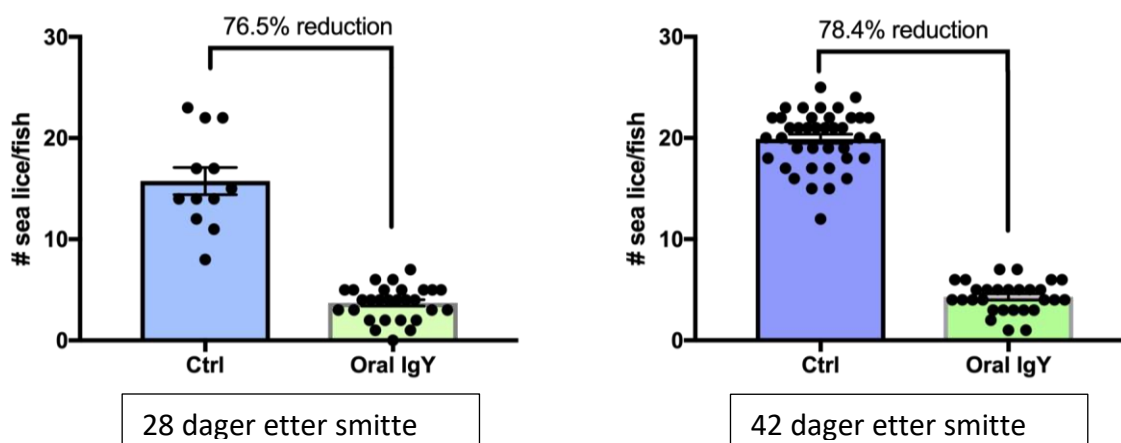 76.5% reduction
30
20
10
0
# sea lice/fish
Ctrl
Oral IgY
28 dager etter smitte
78.4% reduction
30
20
10
0
# sea lice/fish
Ctrl
Oral IgY
42 dager etter smitte